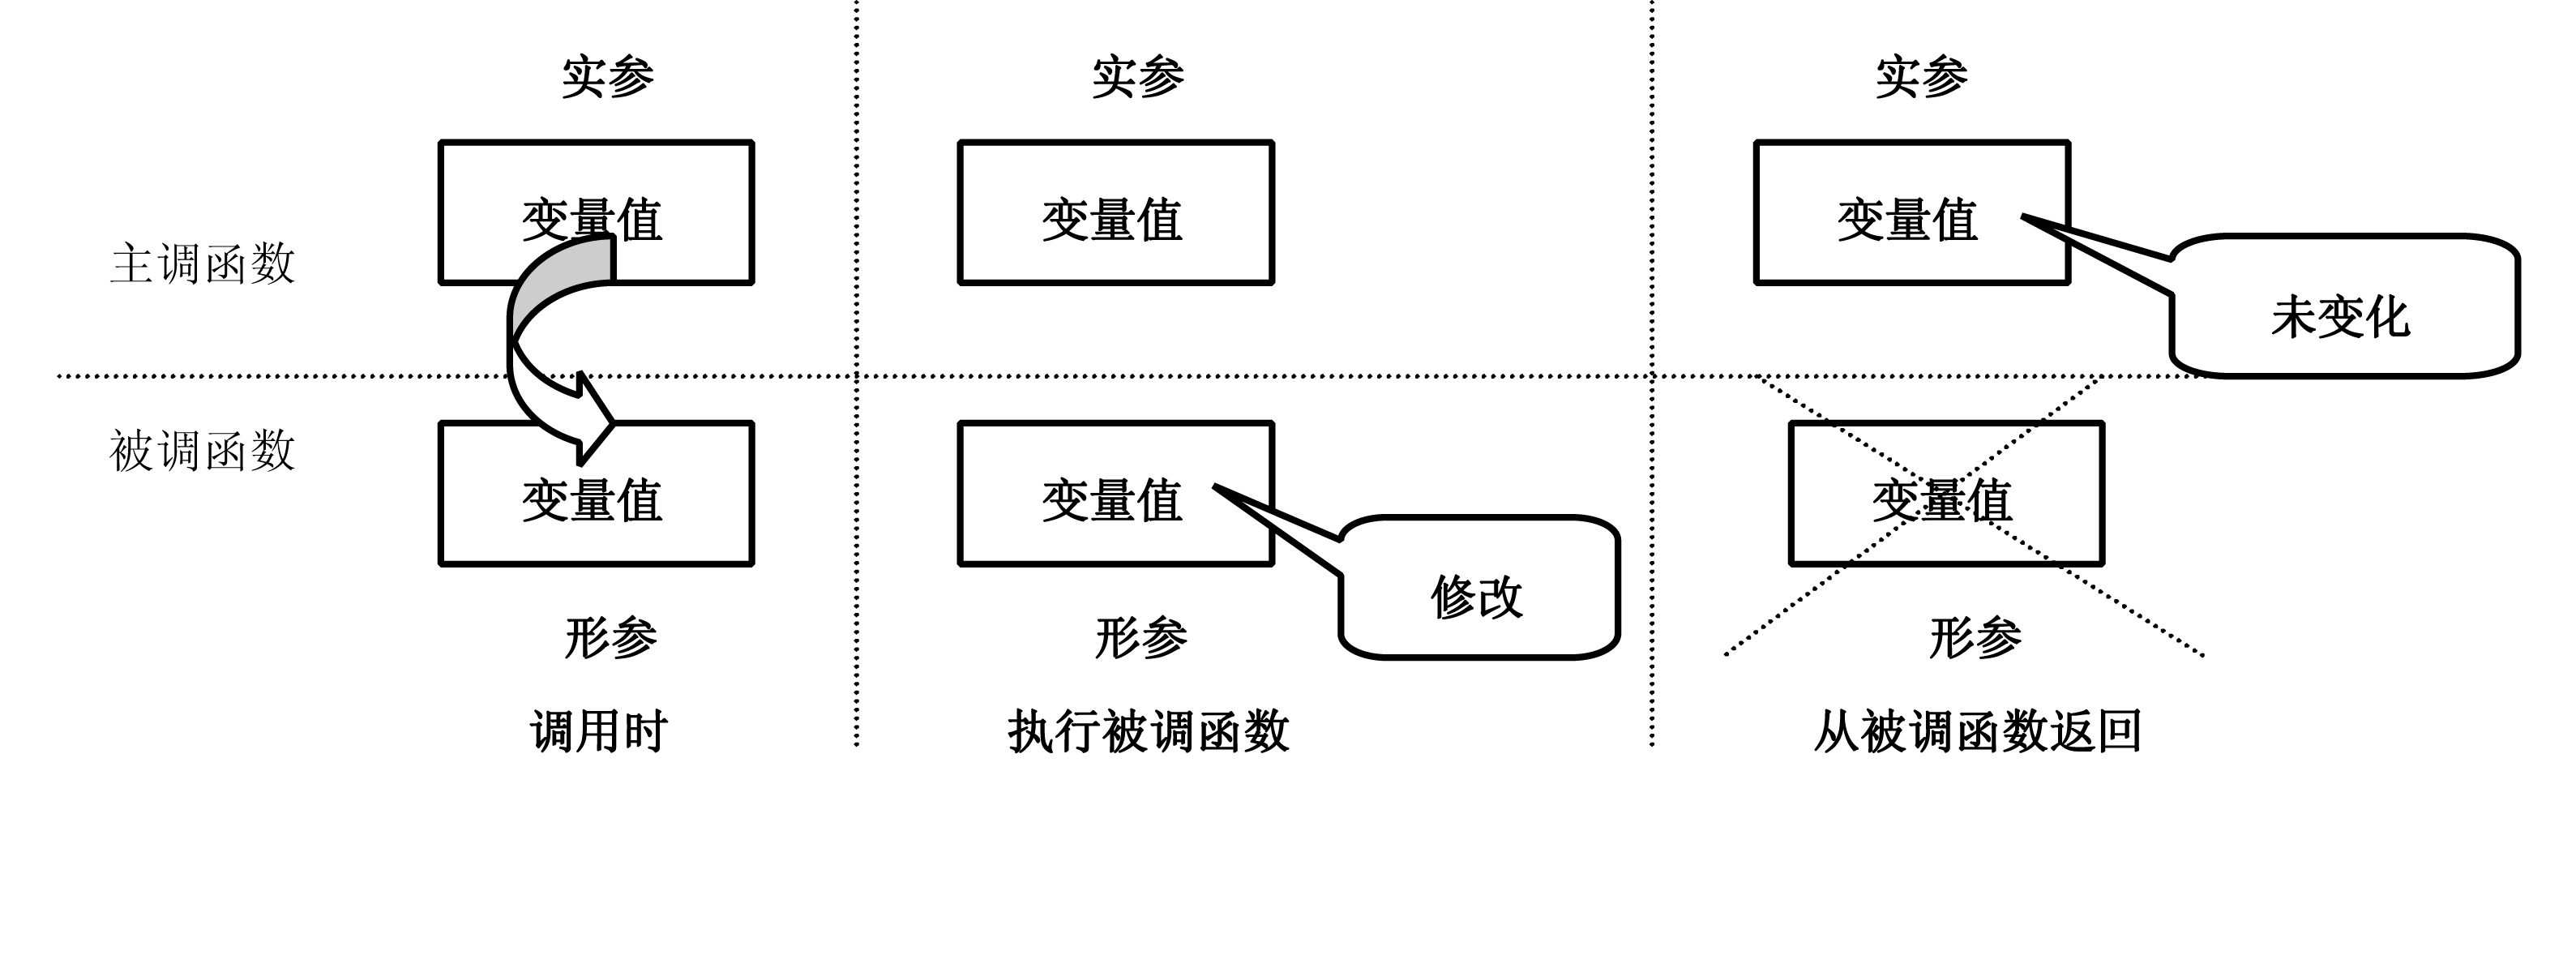 实参
实参
实参
变量值
变量值
变量值
主调函数
未变化
被调函数
变量值
变量值
变量值
修改
形参
形参
形参
调用时
执行被调函数
从被调函数返回